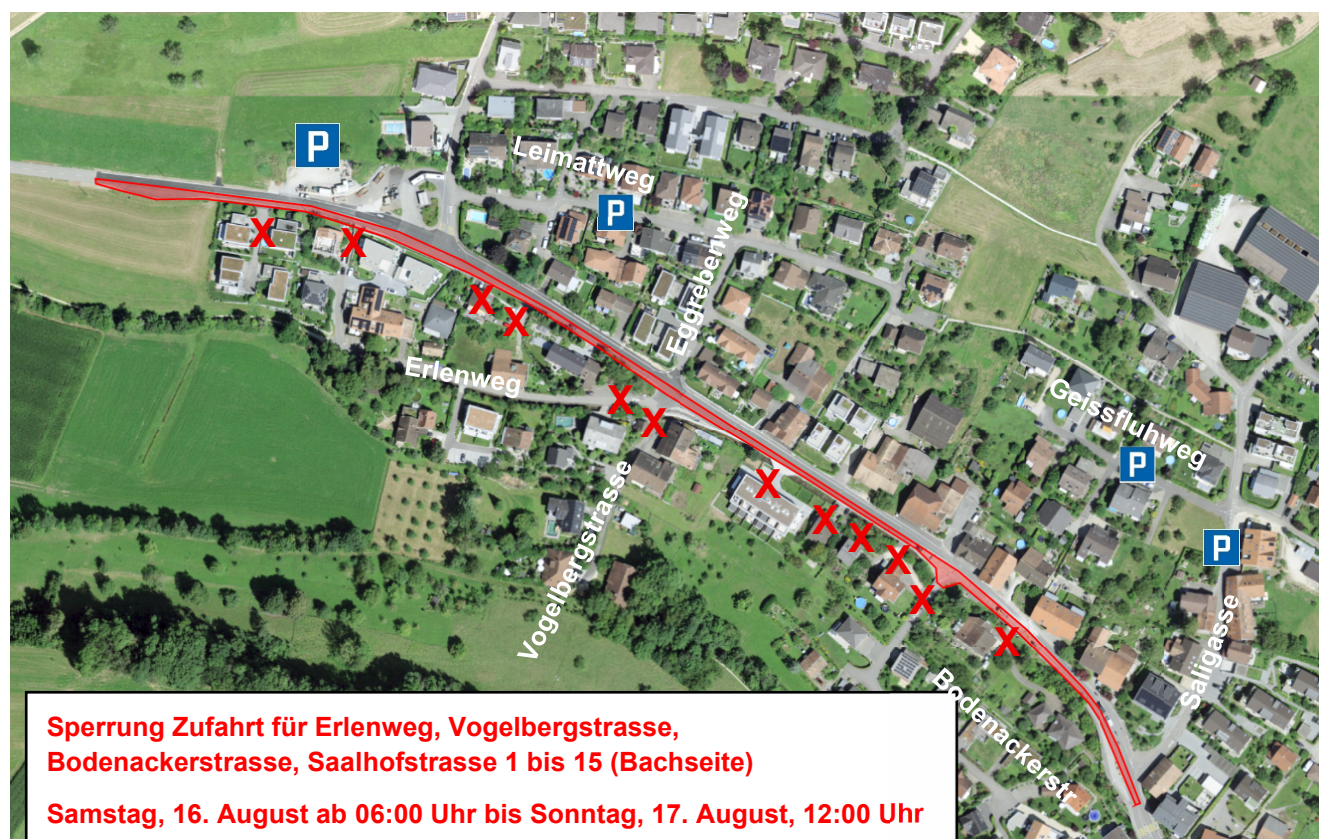 P
Leimattweg
P
Eggrebenweg
X
X
X
X
Erlenweg
X
X
Geissfluhweg
P
Vogelbergstrasse
X
X
X
X
X
P
X
Saligasse
Bodenackerstr
Sperrung Zufahrt für Erlenweg, Vogelbergstrasse,
Bodenackerstrasse, Saalhofstrasse 1 bis 15 (Bachseite)
Samstag, 16. August ab 06:00 Uhr bis Sonntag, 17. August, 12:00 Uhr